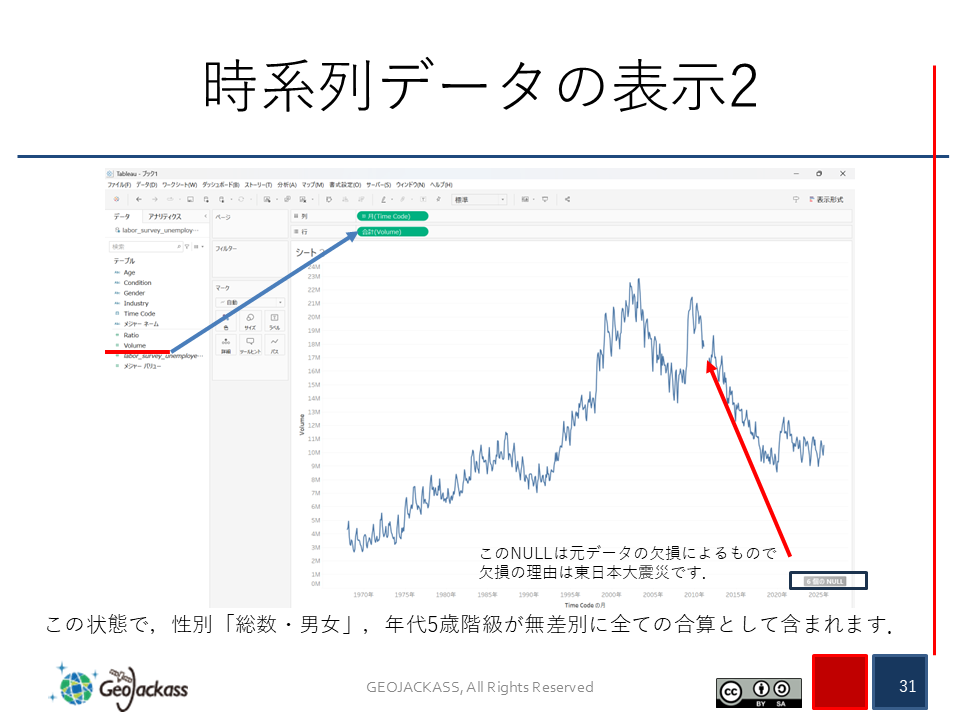 時系列データの表示2
Tableau - ブック1
ファイル(F) データ(D) ワークシート(W) ダッシュボード(B) ストーリー(T) 分析(A) マップ(M) 書式設定(O) サーバー(S) ウィンドウ(N) ヘルプ(H)
標準
表示形式
データ アナリティクス
labor_survey_unemploy…
検索
テーブル
Age
Condition
Gender
Industry
Time Code
メジャー ネーム
Ratio
Volume
labor_survey_unemploye…
メジャー バリュー
ページ
フィルター
マーク
自動
色 サイズ ラベル
詳細 ツールヒント パス
列 月(Time Code)
行 合計(Volume)
シート
24M
23M
22M
21M
20M
19M
18M
17M
16M
15M
14M
13M
12M
11M
10M
9M
8M
7M
6M
5M
4M
3M
2M
1M
0M
Volume
1970年 1975年 1980年 1985年 1990年 1995年 2000年 2005年 2010年 2015年 2020年 2025年
Time Code の月
このNULLは元データの欠損によるもので
欠損の理由は東日本大震災です．
6 個の NULL
この状態で，性別「総数・男女」，年代5歳階級が無差別に全ての合算として含まれます．
GeoJackass
GEOJACKASS, All Rights Reserved
CC BY SA
31